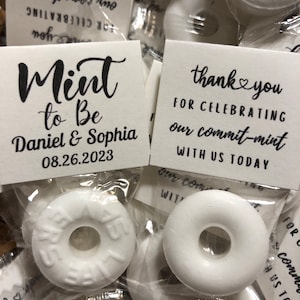 Mint
to Be
Daniel & Sophia
08.26.2023
thank you
FOR CELEBRATING
our commit-mint
WITH US TODAY
LIFE SAVERS